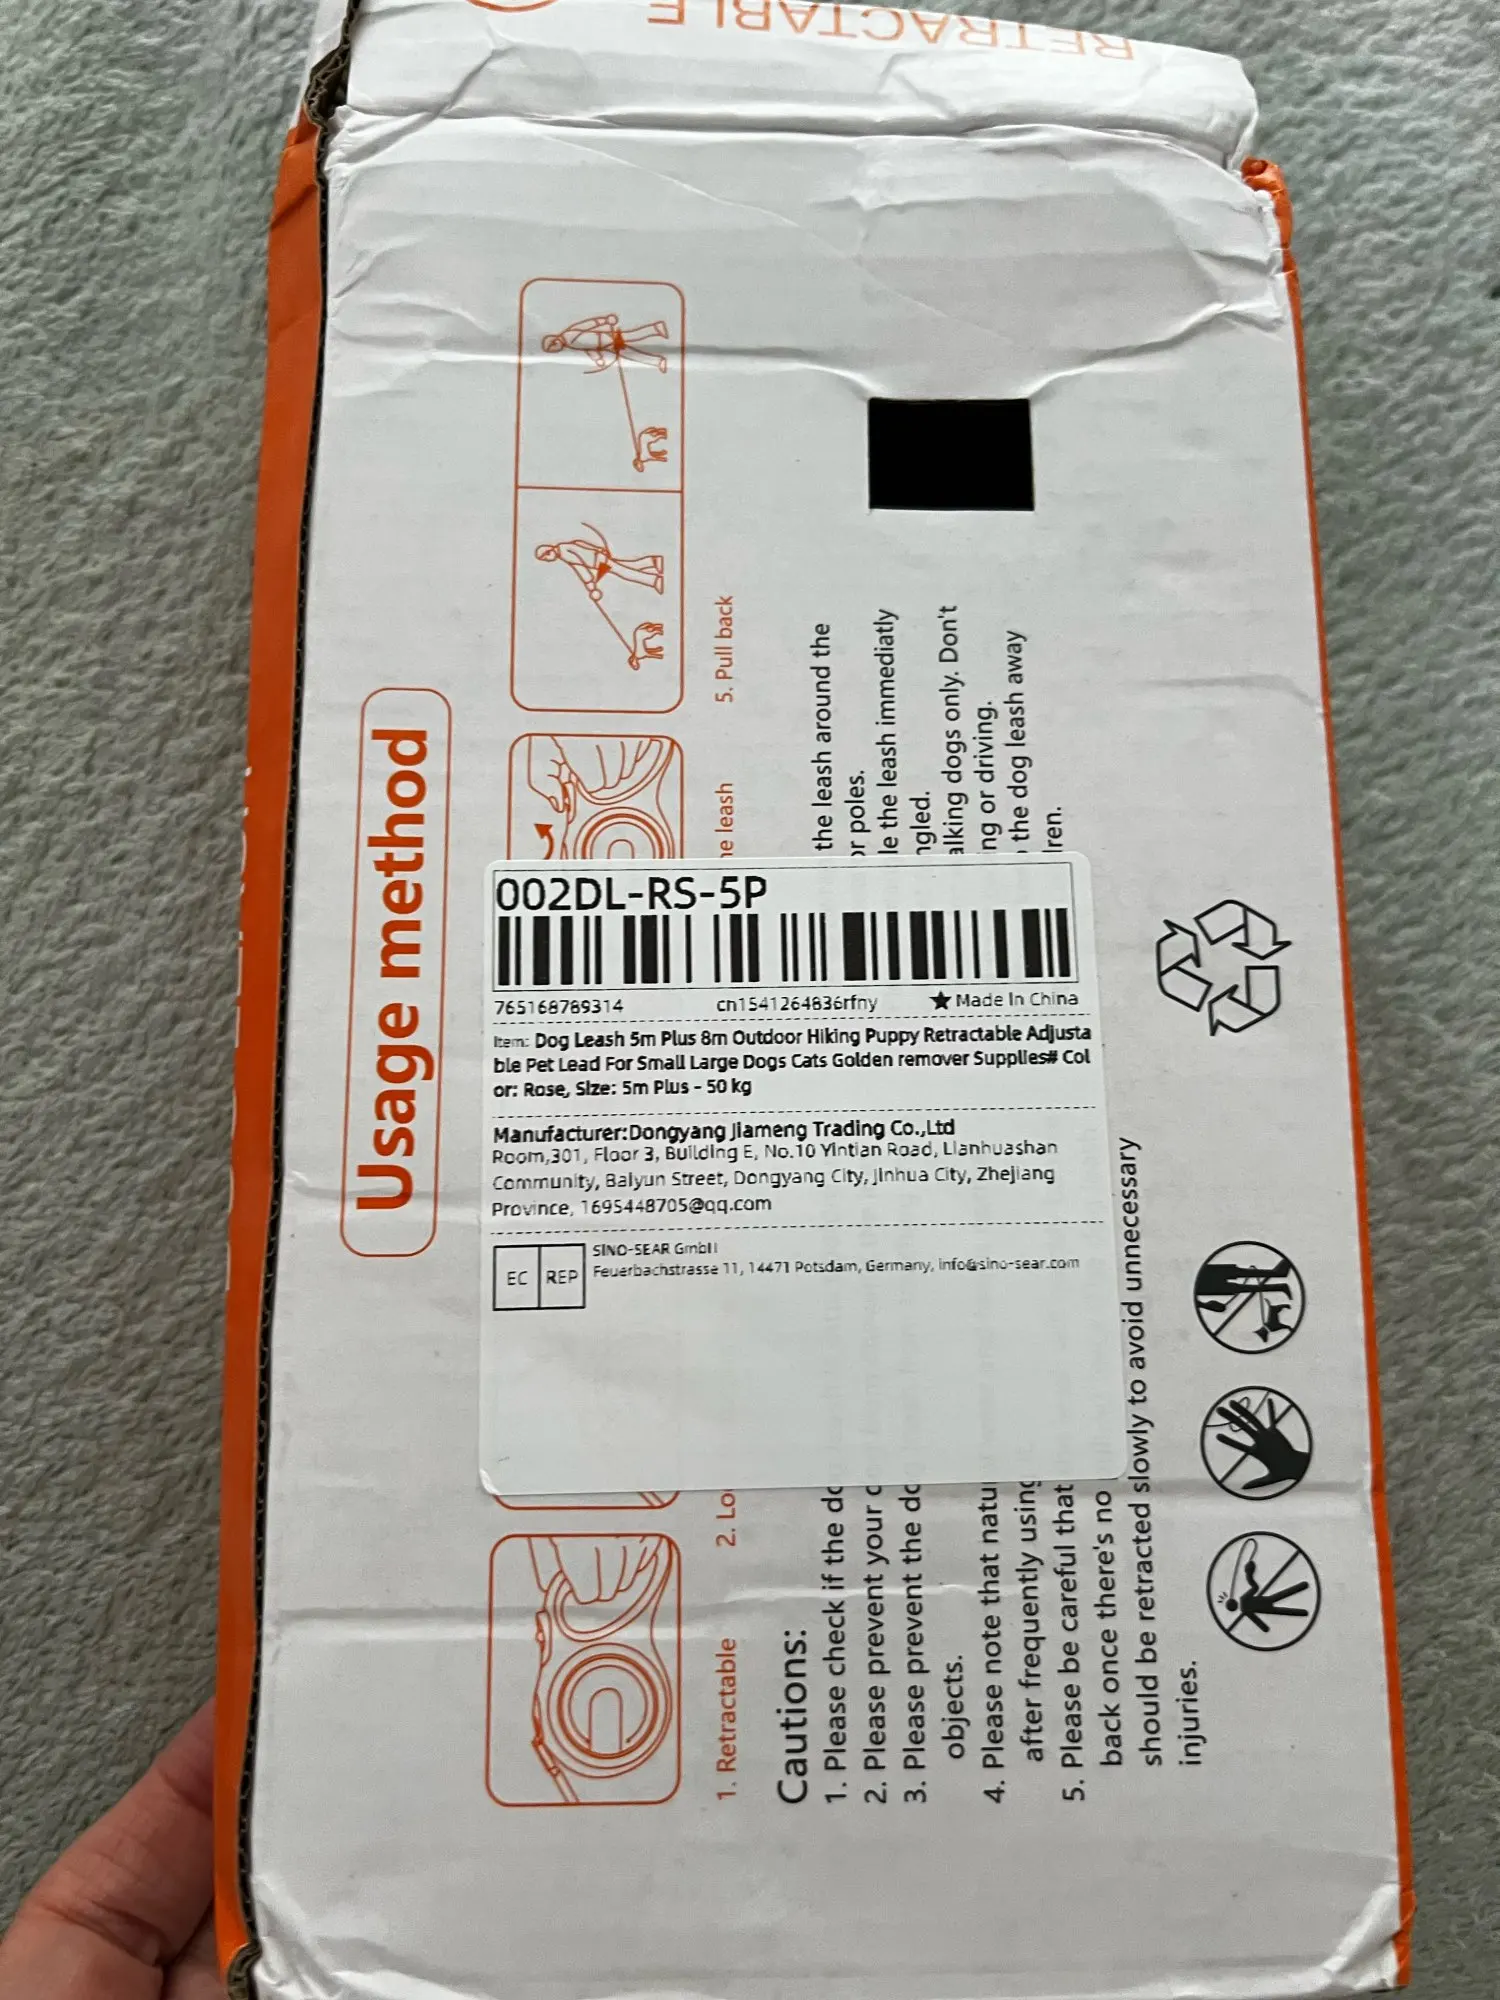 RETRACTABLE
Usage method
1. Retractable
2. Lo
ne leash
5. Pull back
Cautions:
1. Please check if the do
2. Please prevent your
3. Please prevent the do
objects.
4. Please note that natu
after frequently using
5. Please be careful that
back once there's no
should be retracted slowly to avoid unnecessary
injuries.
the leash around the
or poles.
le the leash immediatly
ngled.
alking dogs only. Don't
ng or driving.
the dog leash away
dren.
002DL-RS-5P
765168789314 cn1541264836rfny ★ Made In China
Item: Dog Leash 5m Plus 8m Outdoor Hiking Puppy Retractable Adjusta
ble Pet Lead For Small Large Dogs Cats Golden remover Supplies# Col
or: Rose, Size: 5m Plus - 50 kg
Manufacturer:Dongyang Jiameng Trading Co.,Ltd
Room,301, Floor 3, Building E, No.10 Yintian Road, Lianhuashan
Community, Baiyun Street, Dongyang City, Jinhua City, Zhejiang
Province, 1695448705@qq.com
EC REP
SINO-SEAR GmbH
Feuerbachstrasse 11, 14471 Potsdam, Germany, info@sino-sear.com